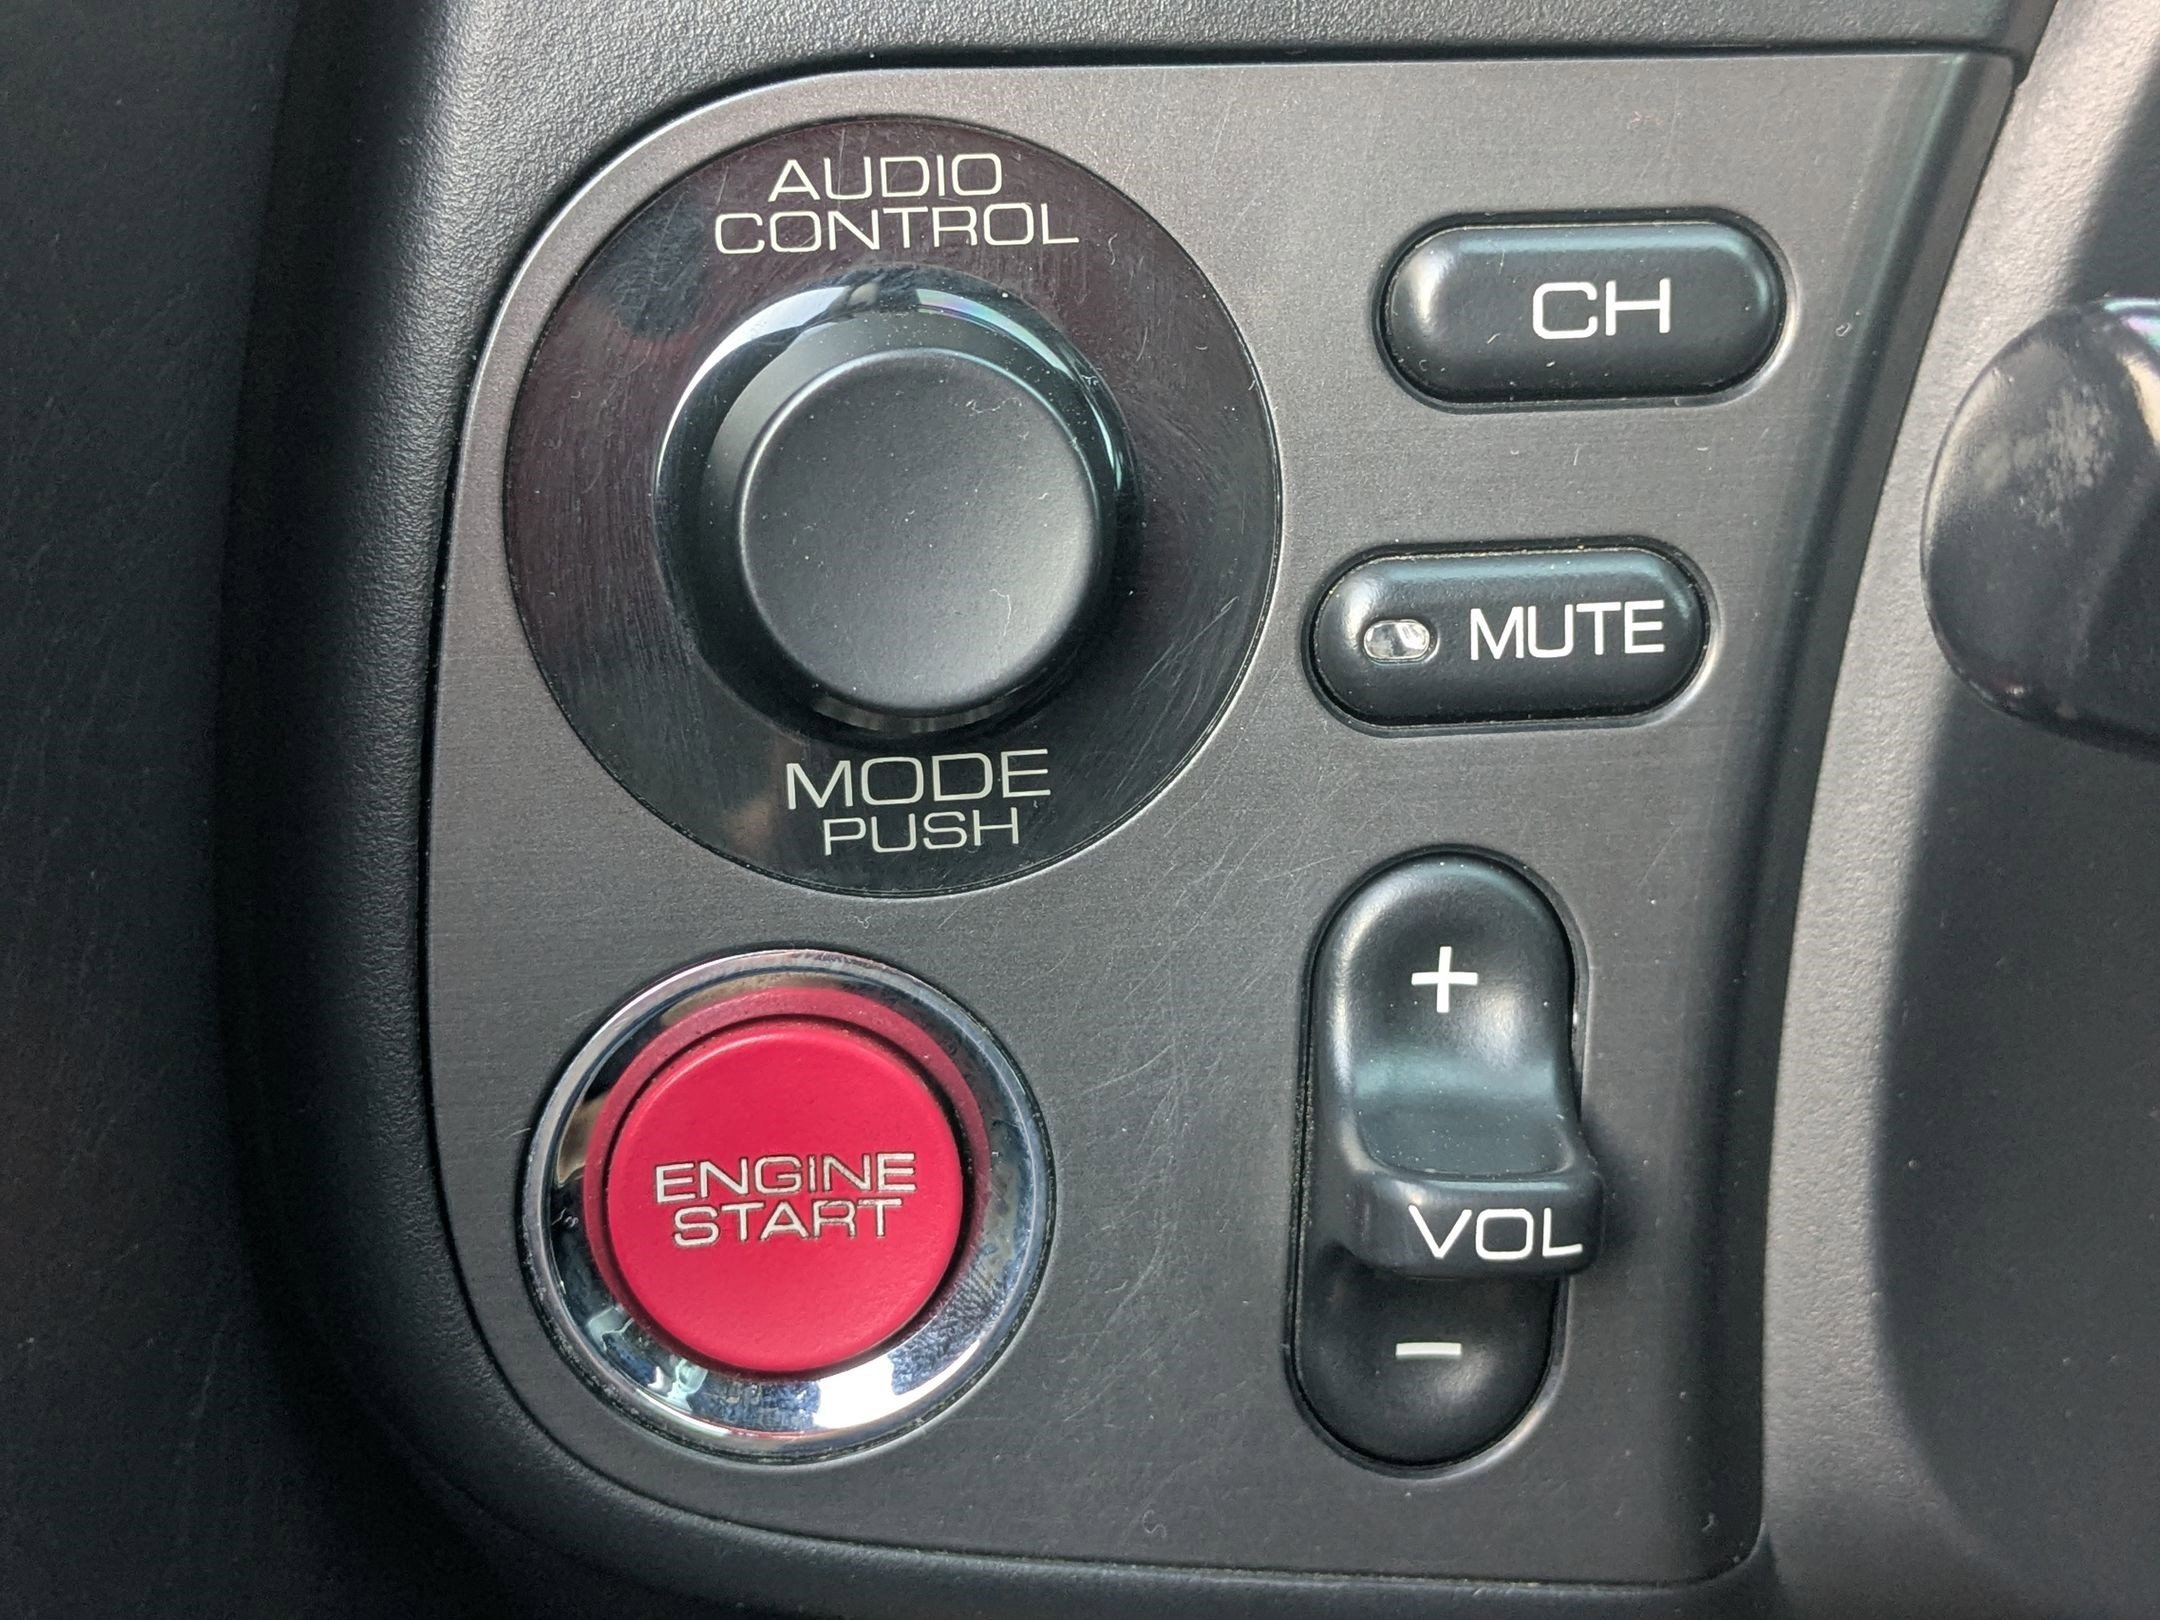 AUDIO
CONTROL
MODE
PUSH
CH
MUTE
+
VOL
−
ENGINE
START